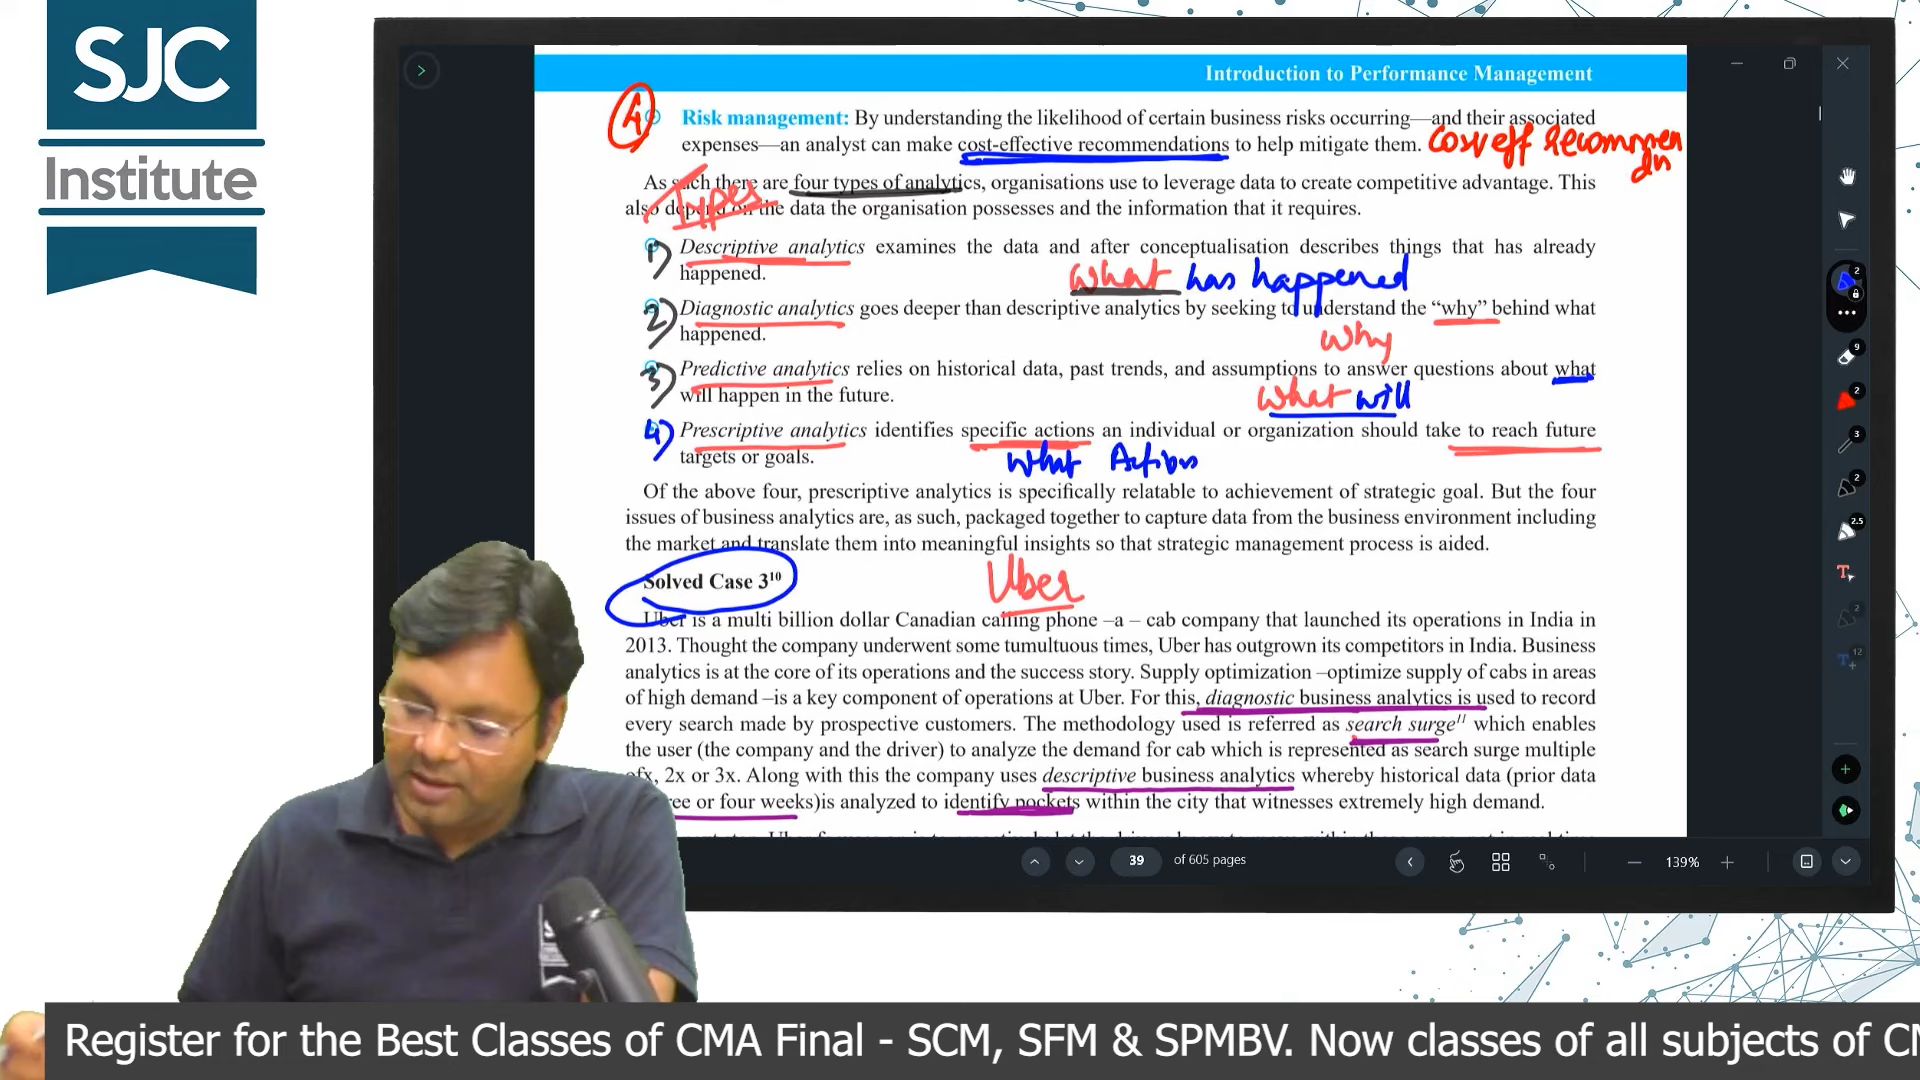 SJC
Institute
Introduction to Performance Management
4
Risk management: By understanding the likelihood of certain business risks occurring—and their associated
expenses—an analyst can make cost-effective recommendations to help mitigate them.
Cost eff recommen
dn
As such there are four types of analytics, organisations use to leverage data to create competitive advantage. This
also depend on the data the organisation possesses and the information that it requires.
Types
1) Descriptive analytics examines the data and after conceptualisation describes things that has already
happened.
What has happened
2) Diagnostic analytics goes deeper than descriptive analytics by seeking to understand the “why” behind what
happened.
Why
3) Predictive analytics relies on historical data, past trends, and assumptions to answer questions about what
will happen in the future.
What will
4) Prescriptive analytics identifies specific actions an individual or organization should take to reach future
targets or goals.
What Actions
Of the above four, prescriptive analytics is specifically relatable to achievement of strategic goal. But the four
issues of business analytics are, as such, packaged together to capture data from the business environment including
the market and translate them into meaningful insights so that strategic management process is aided.
Solved Case 3¹⁰
Uber
Uber is a multi billion dollar Canadian calling phone –a – cab company that launched its operations in India in
2013. Thought the company underwent some tumultuous times, Uber has outgrown its competitors in India. Business
analytics is at the core of its operations and the success story. Supply optimization –optimize supply of cabs in areas
of high demand –is a key component of operations at Uber. For this, diagnostic business analytics is used to record
every search made by prospective customers. The methodology used is referred as search surge¹¹ which enables
the user (the company and the driver) to analyze the demand for cab which is represented as search surge multiple
ofx, 2x or 3x. Along with this the company uses descriptive business analytics whereby historical data (prior data
ree or four weeks)is analyzed to identify pockets within the city that witnesses extremely high demand.
39 of 605 pages
139%
Register for the Best Classes of CMA Final - SCM, SFM & SPMBV. Now classes of all subjects of CM